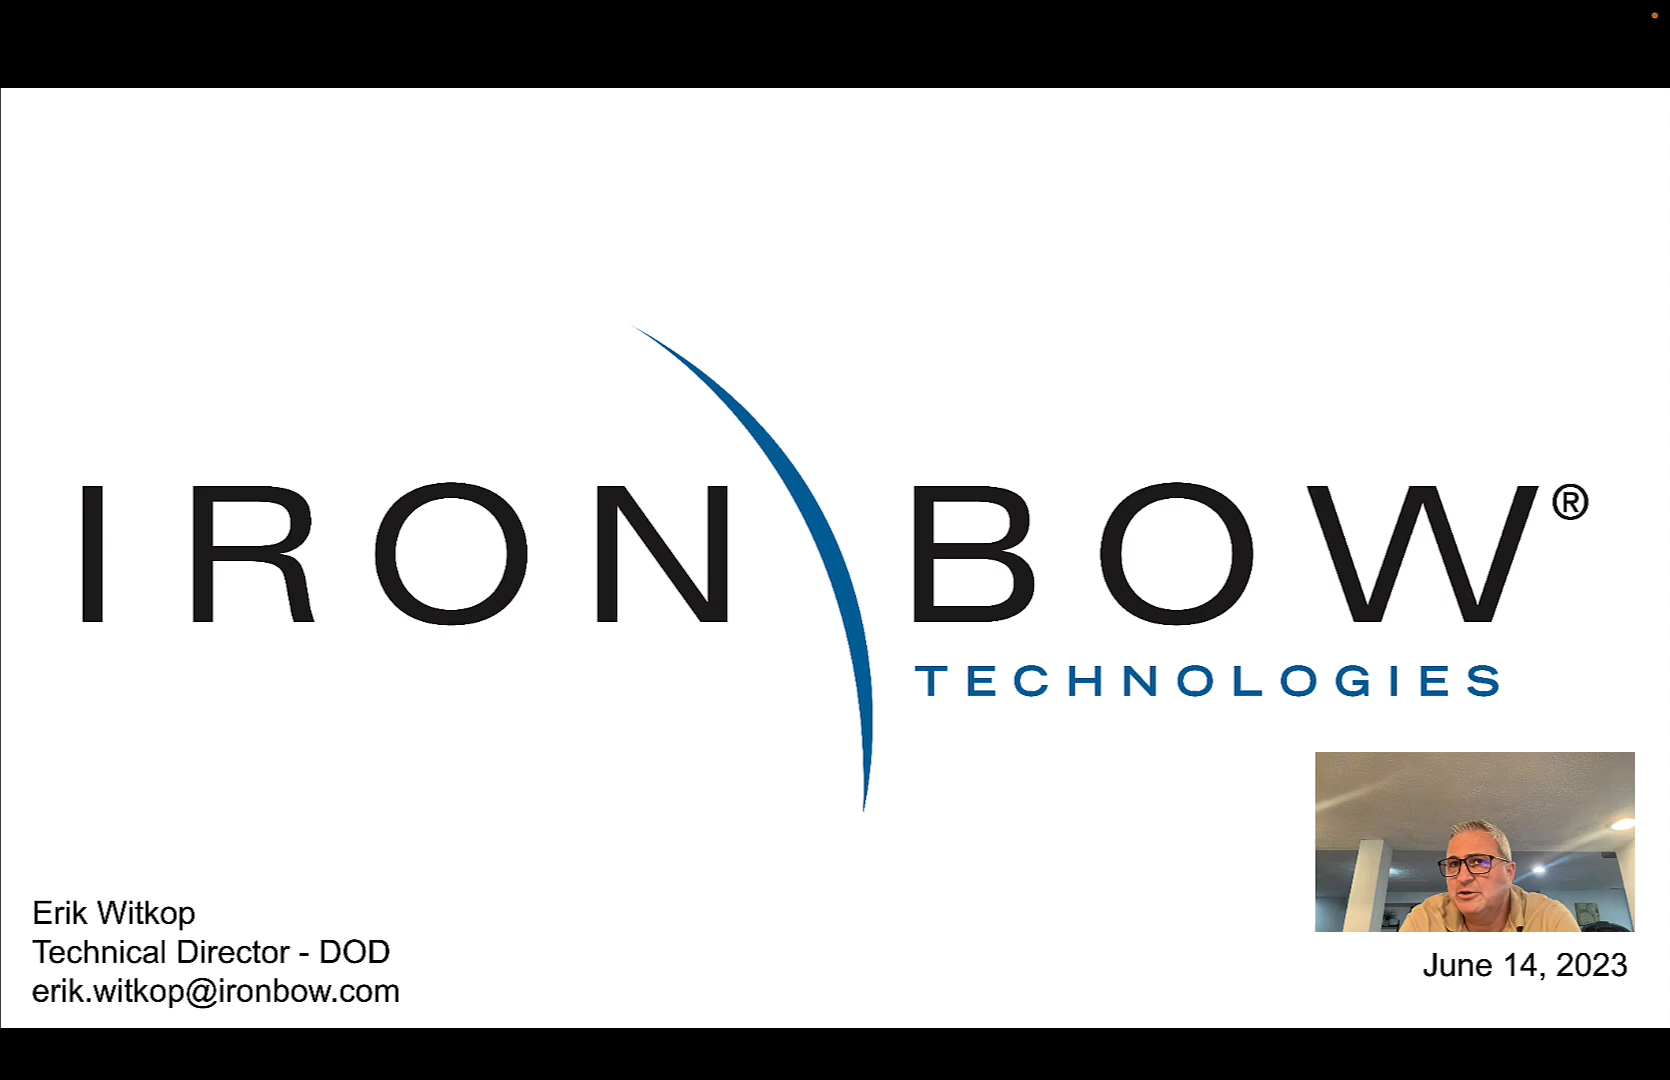 IRON BOW®
TECHNOLOGIES
Erik Witkop
Technical Director - DOD
erik.witkop@ironbow.com
June 14, 2023